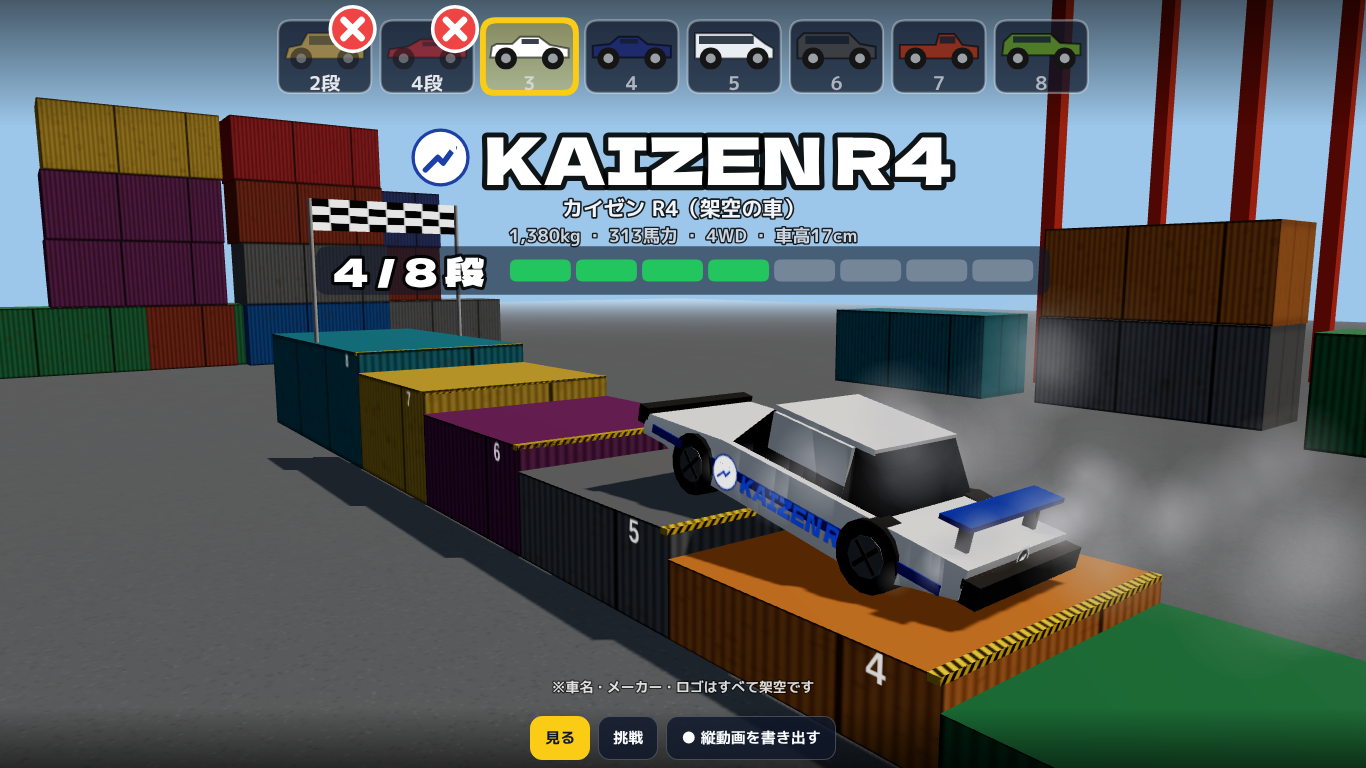 2段 4段 3 4 5 6 7 8
KAIZEN R4
カイゼン R4（架空の車）
1,380kg ・ 313馬力 ・ 4WD ・ 車高17cm
4 / 8 段
8
7
6
5
KAIZEN R
4
※車名・メーカー・ロゴはすべて架空です
見る 挑戦 ● 縦動画を書き出す